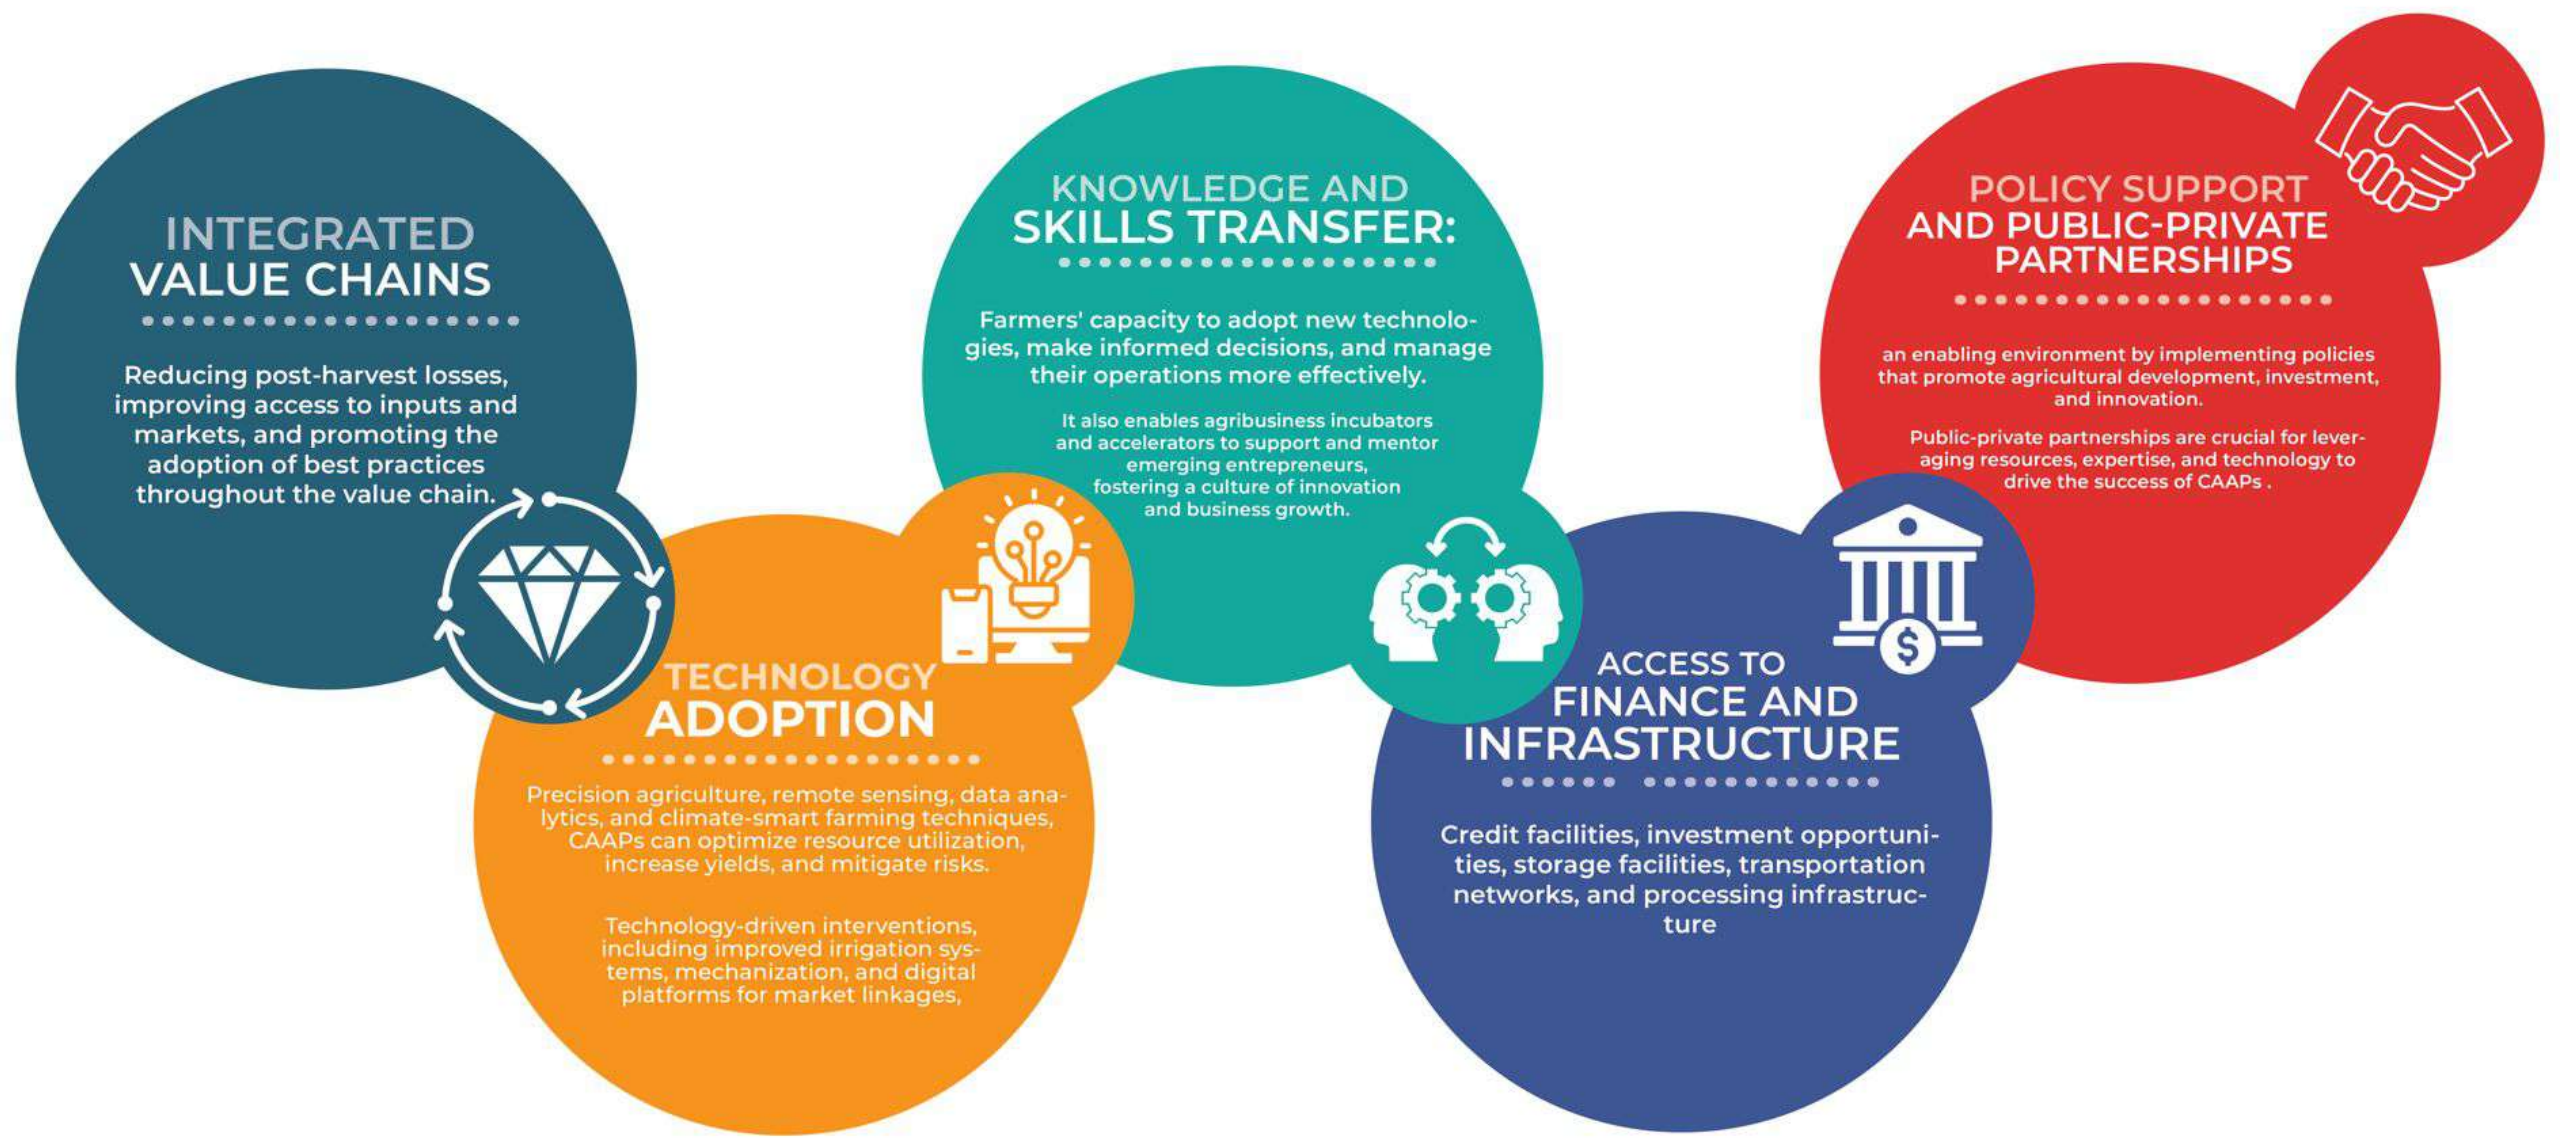 INTEGRATED
VALUE CHAINS
Reducing post-harvest losses,
improving access to inputs and
markets, and promoting the
adoption of best practices
throughout the value chain.
TECHNOLOGY
ADOPTION
Precision agriculture, remote sensing, data ana-
lytics, and climate-smart farming techniques,
CAAPs can optimize resource utilization,
increase yields, and mitigate risks.
Technology-driven interventions,
including improved irrigation sys-
tems, mechanization, and digital
platforms for market linkages,
KNOWLEDGE AND
SKILLS TRANSFER:
Farmers' capacity to adopt new technolo-
gies, make informed decisions, and manage
their operations more effectively.
It also enables agribusiness incubators
and accelerators to support and mentor
emerging entrepreneurs,
fostering a culture of innovation
and business growth.
ACCESS TO
FINANCE AND
INFRASTRUCTURE
Credit facilities, investment opportuni-
ties, storage facilities, transportation
networks, and processing infrastruc-
ture
POLICY SUPPORT
AND PUBLIC-PRIVATE
PARTNERSHIPS
an enabling environment by implementing policies
that promote agricultural development, investment,
and innovation.
Public-private partnerships are crucial for lever-
aging resources, expertise, and technology to
drive the success of CAAPs .
$